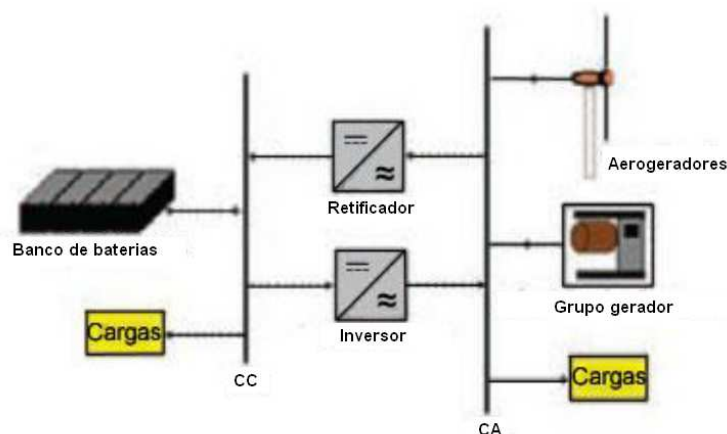 Aerogeradores
Retificador
Banco de baterias
Grupo gerador
Cargas
Inversor
Cargas
CC
CA